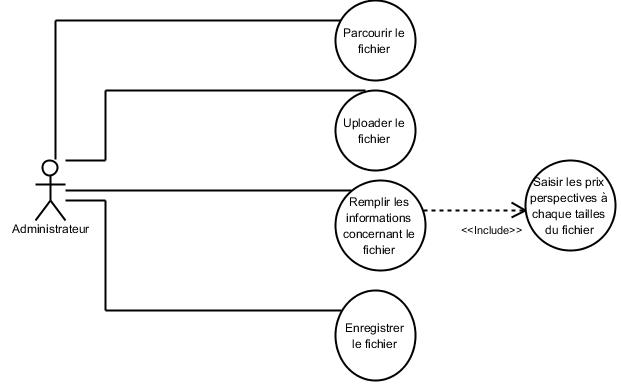 Parcourir le
fichier
Uploader le
fichier
Administrateur
Remplir les
informations
concernant le
fichier
<<Include>>
Saisir les prix
perspectives à
chaque tailles
du fichier
Enregistrer
le fichier